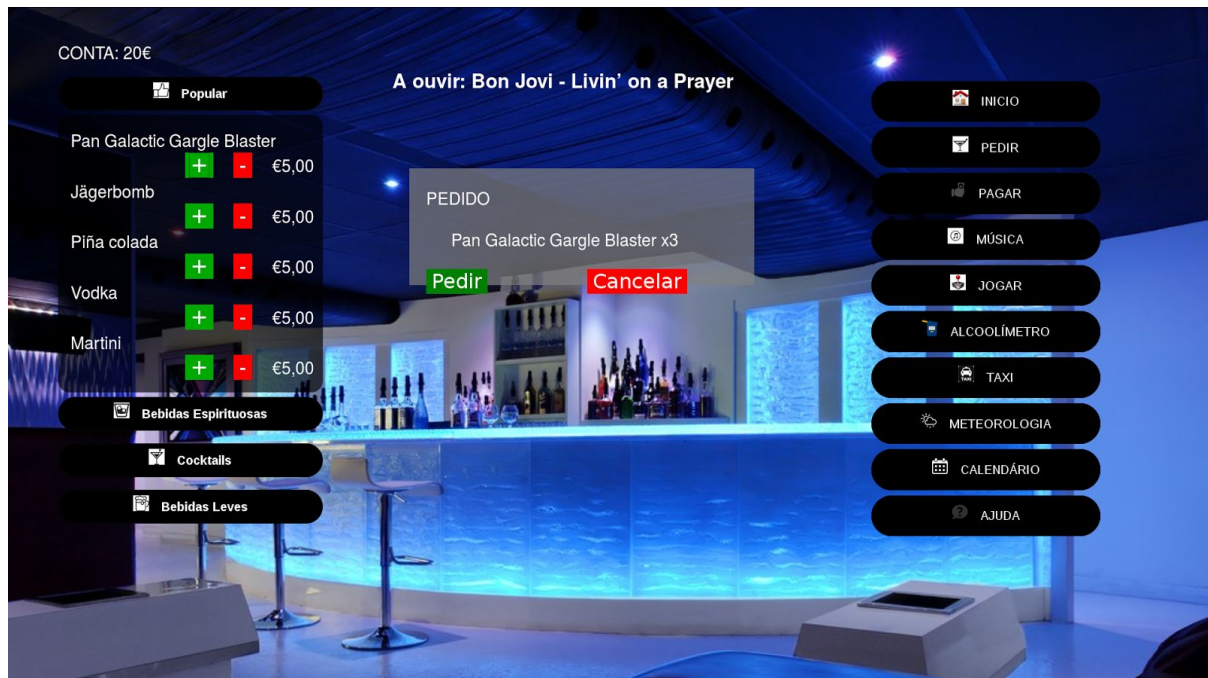 CONTA: 20€
Popular
Pan Galactic Gargle Blaster
+ - €5,00
Jägerbomb
+ - €5,00
Piña colada
+ - €5,00
Vodka
+ - €5,00
Martini
+ - €5,00
Bebidas Espirituosas
Cocktails
Bebidas Leves
A ouvir: Bon Jovi - Livin’ on a Prayer
PEDIDO
Pan Galactic Gargle Blaster x3
Pedir Cancelar
INICIO
PEDIR
PAGAR
MÚSICA
JOGAR
ALCOOLÍMETRO
TAXI
METEOROLOGIA
CALENDÁRIO
AJUDA